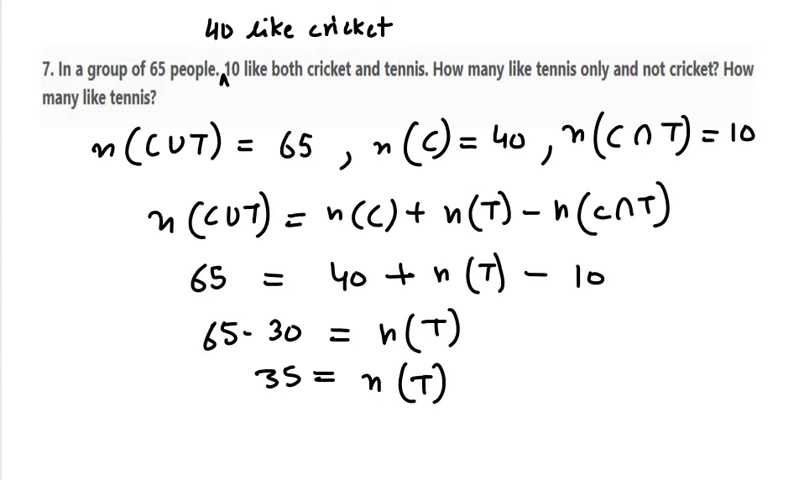 40 like cricket
7. In a group of 65 people, 10 like both cricket and tennis. How many like tennis only and not cricket? How
many like tennis?
n(C∪T) = 65 , n(C) = 40 , n(C∩T) = 10
n(C∪T) = n(C) + n(T) - n(C∩T)
65 = 40 + n(T) - 10
65 - 30 = n(T)
35 = n(T)